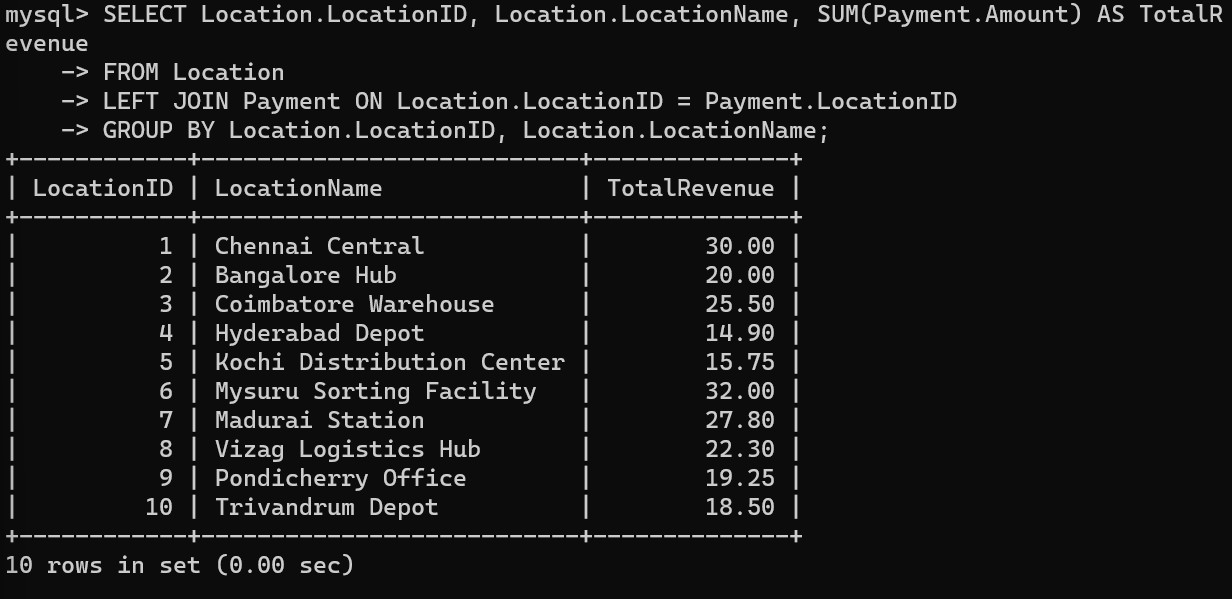 mysql> SELECT Location.LocationID, Location.LocationName, SUM(Payment.Amount) AS TotalR
evenue
    -> FROM Location
    -> LEFT JOIN Payment ON Location.LocationID = Payment.LocationID
    -> GROUP BY Location.LocationID, Location.LocationName;
+------------+---------------------------+--------------+
| LocationID | LocationName              | TotalRevenue |
+------------+---------------------------+--------------+
|          1 | Chennai Central           |        30.00 |
|          2 | Bangalore Hub             |        20.00 |
|          3 | Coimbatore Warehouse      |        25.50 |
|          4 | Hyderabad Depot           |        14.90 |
|          5 | Kochi Distribution Center |        15.75 |
|          6 | Mysuru Sorting Facility   |        32.00 |
|          7 | Madurai Station           |        27.80 |
|          8 | Vizag Logistics Hub       |        22.30 |
|          9 | Pondicherry Office        |        19.25 |
|         10 | Trivandrum Depot          |        18.50 |
+------------+---------------------------+--------------+
10 rows in set (0.00 sec)